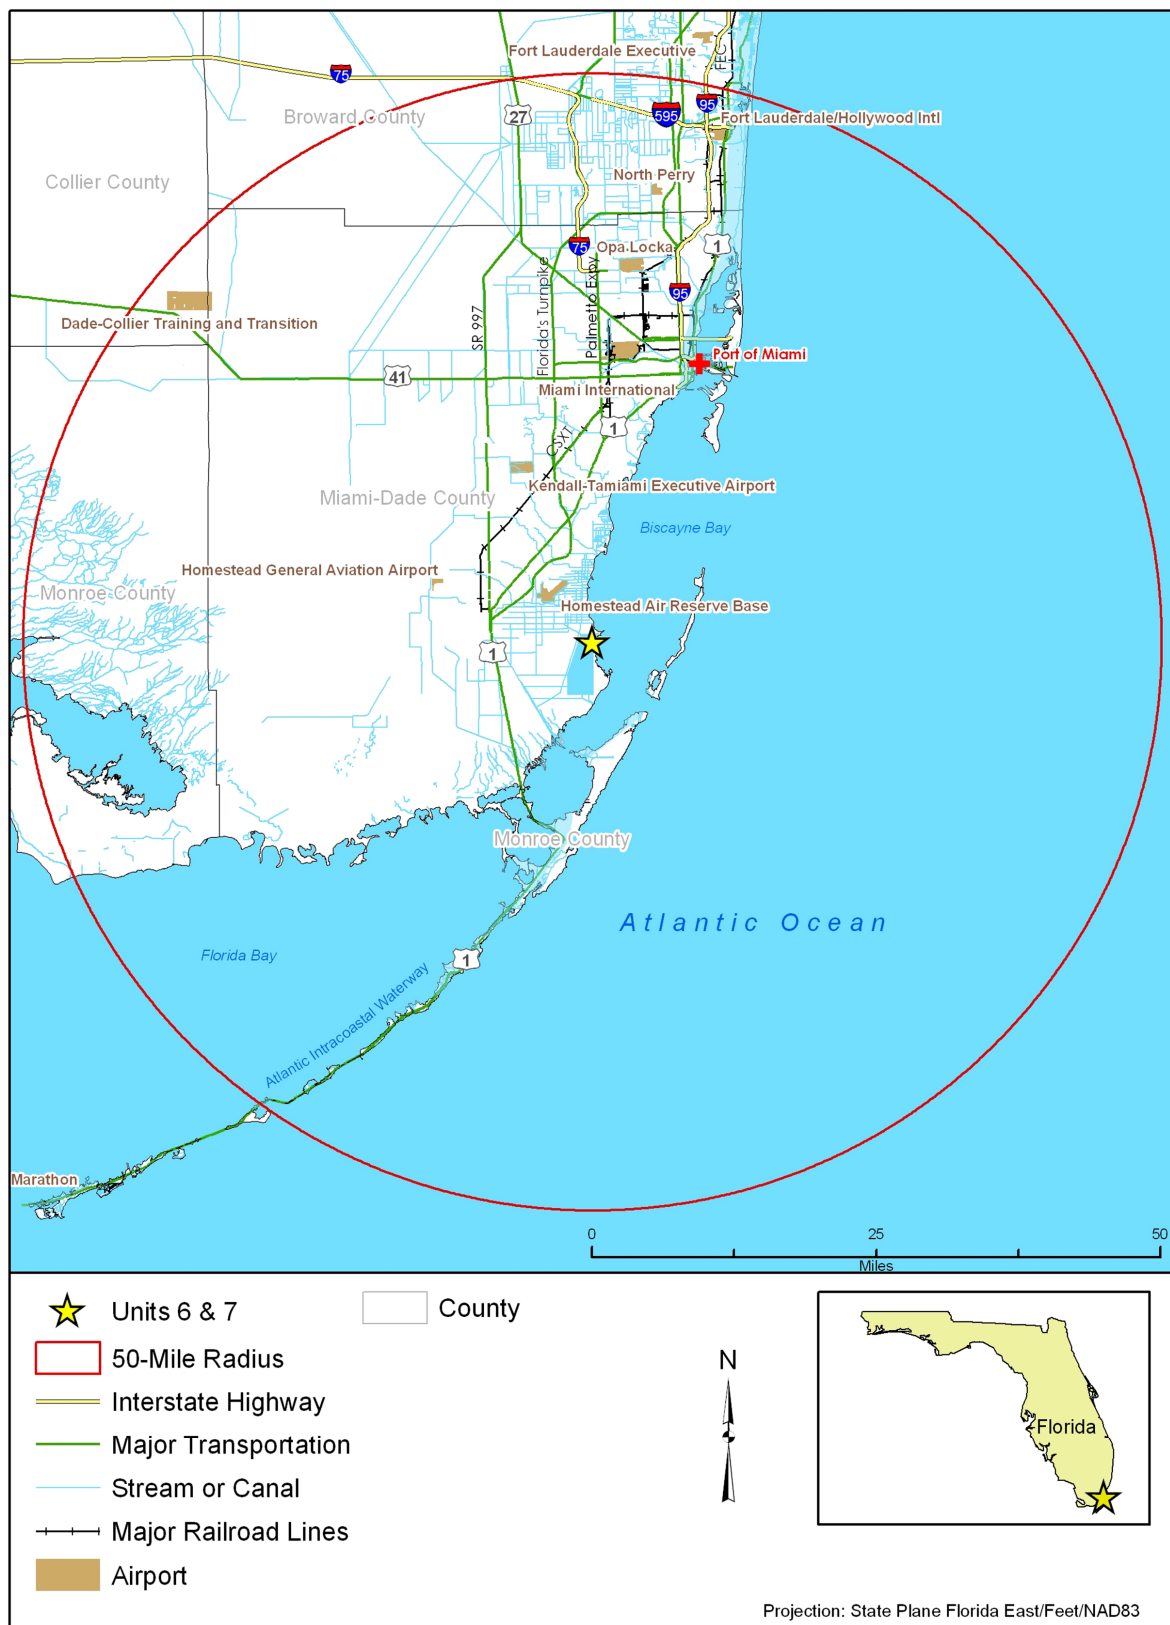 Fort Lauderdale Executive
FEC
75
95
595
27
Fort Lauderdale/Hollywood Intl
Broward County
North Perry
Collier County
75
Opa Locka
1
95
Dade-Collier Training and Transition
SR 997
Florida's Turnpike
Palmetto Expy
Port of Miami
41
Miami International
1
CSXT
Kendall-Tamiami Executive Airport
Miami-Dade County
Biscayne Bay
Homestead General Aviation Airport
Monroe County
Homestead Air Reserve Base
1
Monroe County
Atlantic Ocean
Florida Bay
1
Atlantic Intracoastal Waterway
Marathon
0
25
50
Miles
Units 6 & 7
County
50-Mile Radius
Interstate Highway
Major Transportation
Stream or Canal
Major Railroad Lines
Airport
N
Florida
Projection: State Plane Florida East/Feet/NAD83